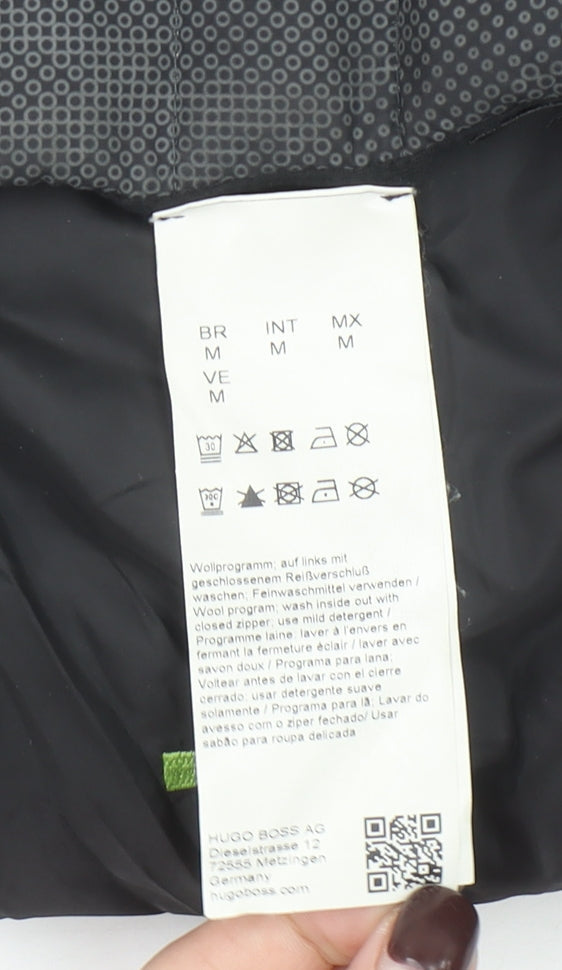 BR INT MX
M M M
VE
M
30
30C
Wollprogramm; auf links mit
geschlossenem Reißverschluß
waschen; Feinwaschmittel verwenden /
Wool program; wash inside out with
closed zipper; use mild detergent /
Programme laine; laver à l'envers en
fermant la fermeture éclair / laver avec
savon doux / Programa para lana;
Voltear antes de lavar con el cierre
cerrado; usar detergente suave
solamente / Programa para lã; Lavar do
avesso com o ziper fechado/ Usar
sabão para roupa delicada
HUGO BOSS AG
Dieselstrasse 12
72555 Metzingen
Germany
hugoboss.com